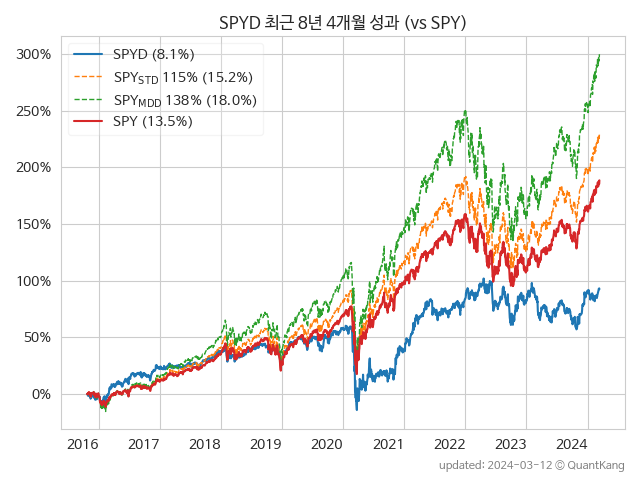 SPYD 최근 8년 4개월 성과 (vs SPY)
SPYD (8.1%)
SPYSTD 115% (15.2%)
SPYMDD 138% (18.0%)
SPY (13.5%)
300%
250%
200%
150%
100%
50%
0%
2016 2017 2018 2019 2020 2021 2022 2023 2024
updated: 2024-03-12 © QuantKang